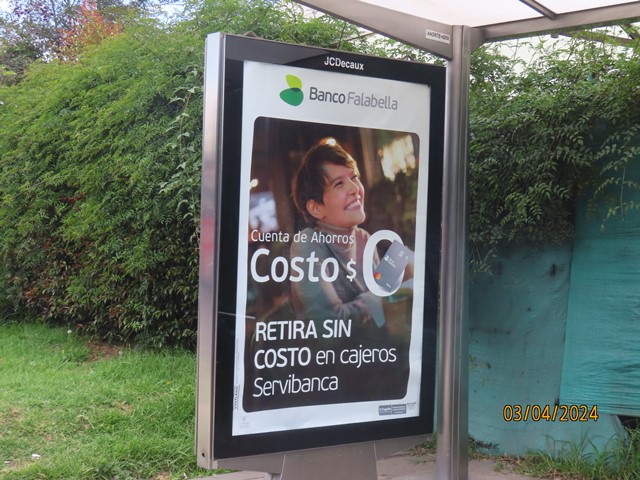 JCDecaux
Banco Falabella
Cuenta de Ahorros
Costo $0
RETIRA SIN
COSTO en cajeros
Servibanca
03/04/2024